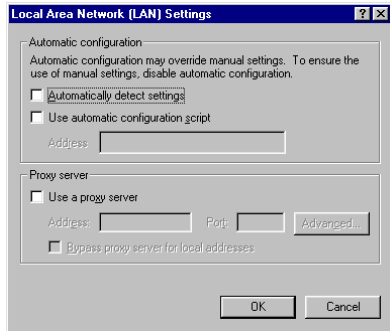 Local Area Network (LAN) Settings
Automatic configuration
Automatic configuration may override manual settings. To ensure the
use of manual settings, disable automatic configuration.
Automatically detect settings
Use automatic configuration script
Address
Proxy server
Use a proxy server
Address: Port: Advanced...
Bypass proxy server for local addresses
OK Cancel